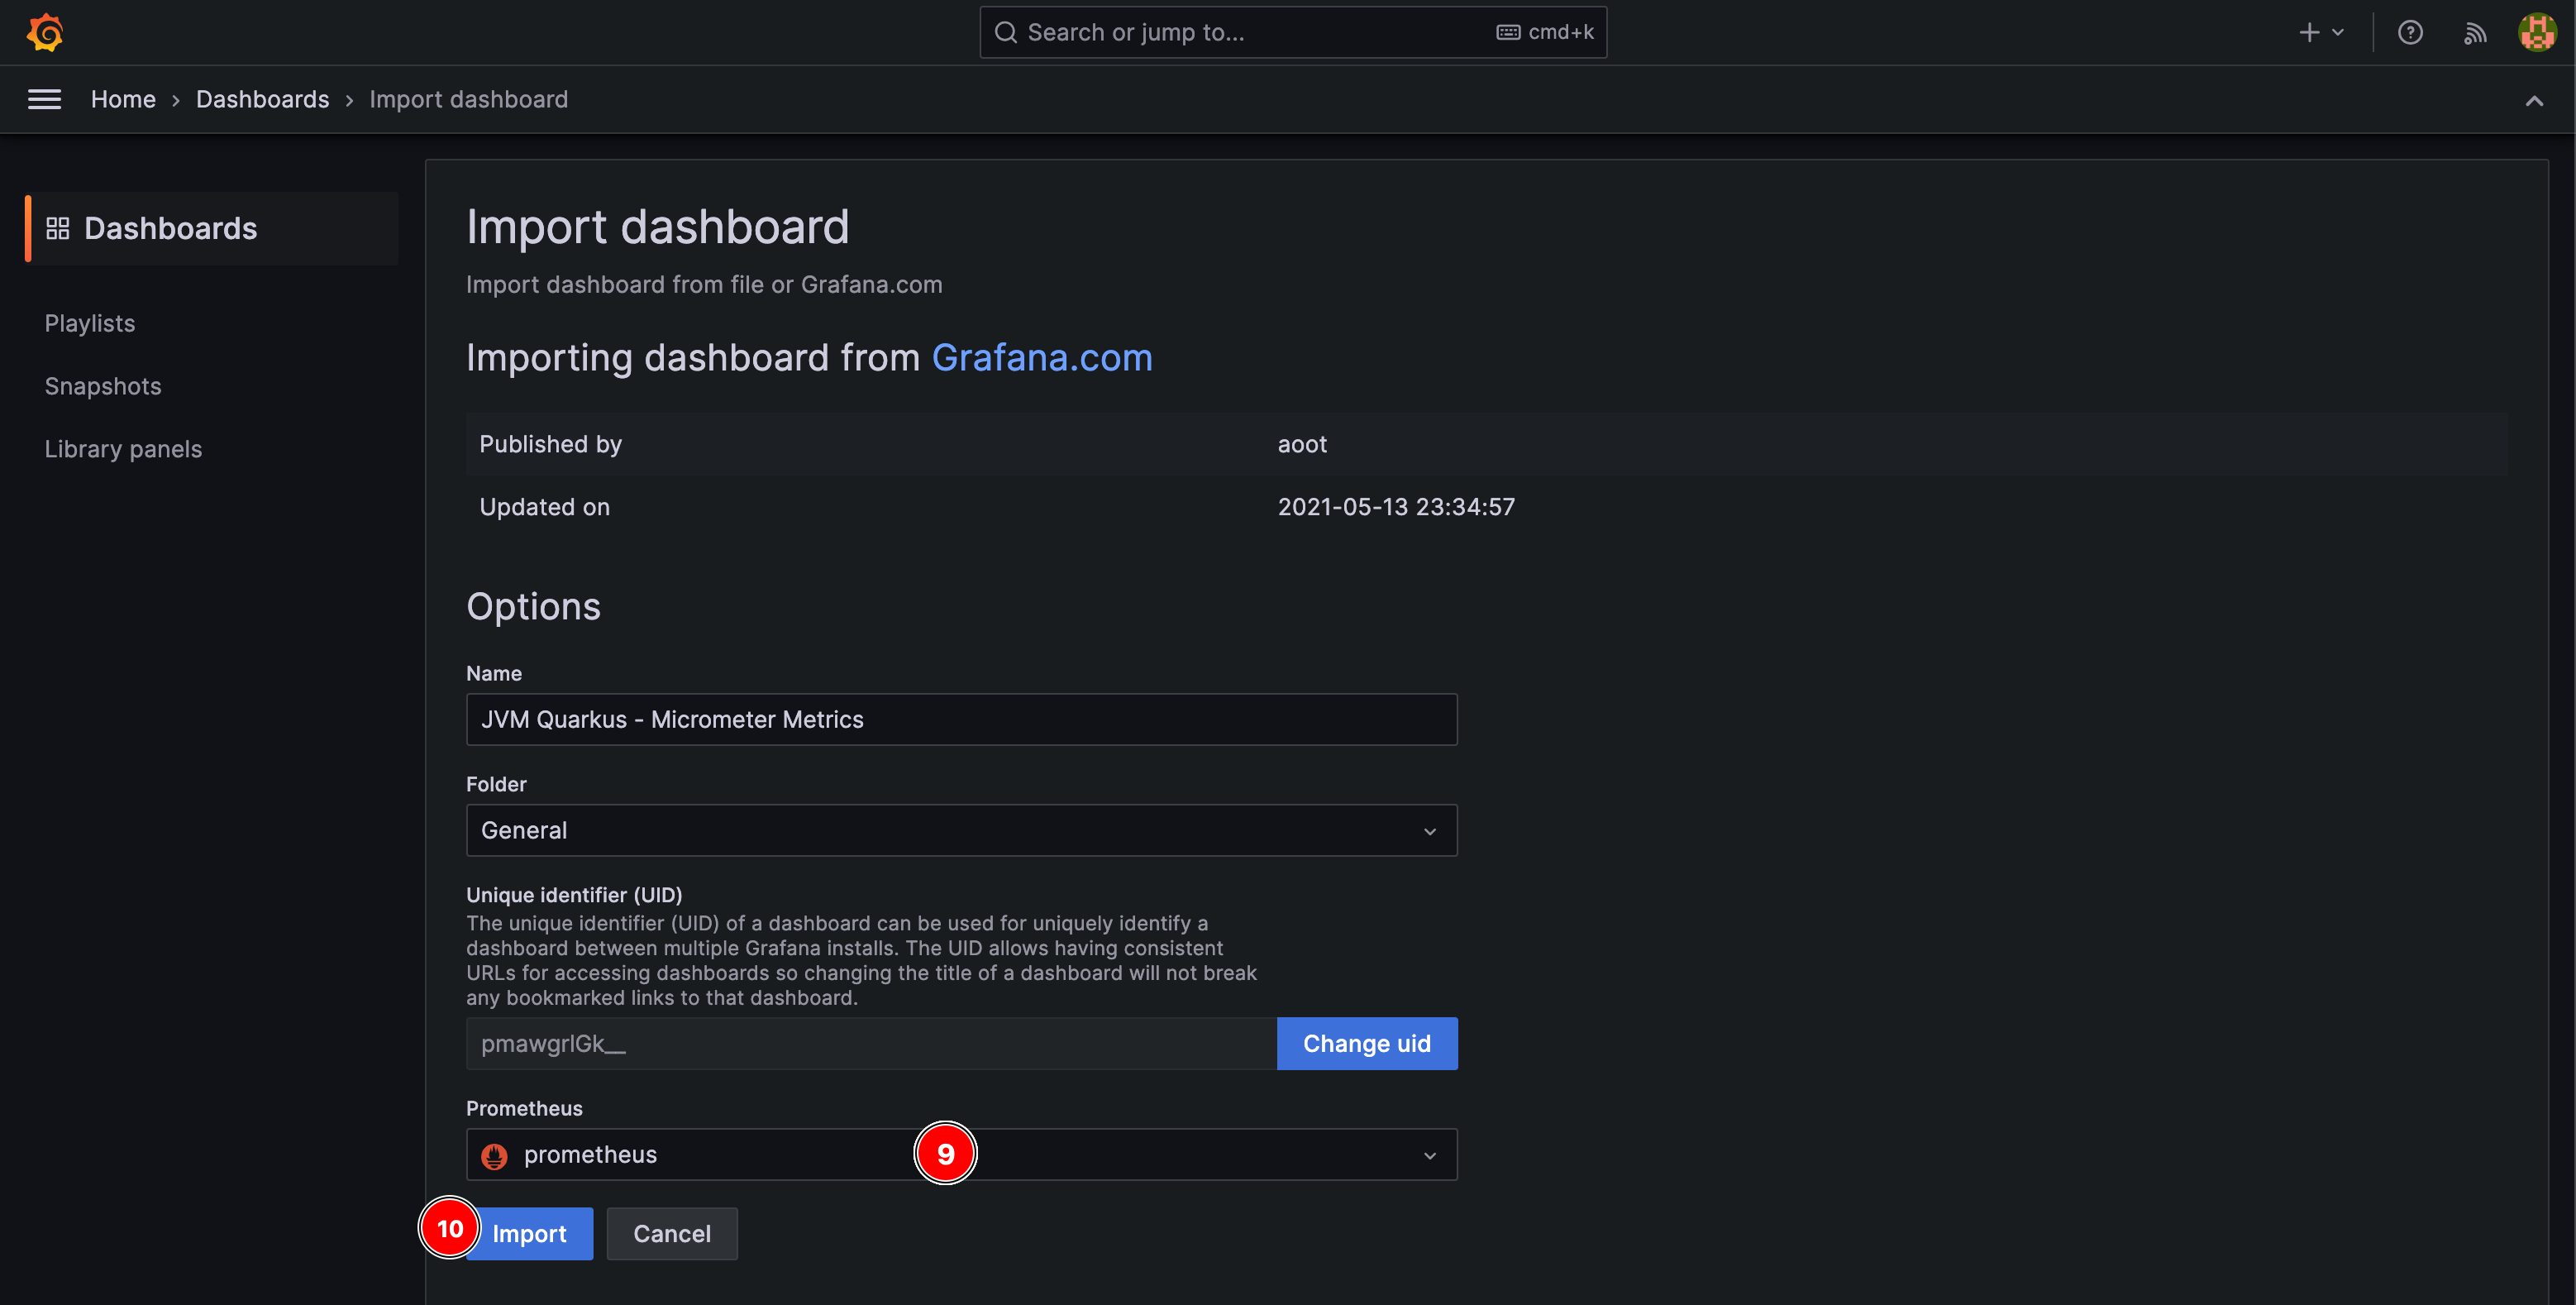 Search or jump to...
cmd+k
Home › Dashboards › Import dashboard
Dashboards
Playlists
Snapshots
Library panels
Import dashboard
Import dashboard from file or Grafana.com
Importing dashboard from Grafana.com
Published by aoot
Updated on 2021-05-13 23:34:57
Options
Name
JVM Quarkus - Micrometer Metrics
Folder
General
Unique identifier (UID)
The unique identifier (UID) of a dashboard can be used for uniquely identify a
dashboard between multiple Grafana installs. The UID allows having consistent
URLs for accessing dashboards so changing the title of a dashboard will not break
any bookmarked links to that dashboard.
pmawgrlGk__
Change uid
Prometheus
prometheus
9
10
Import
Cancel